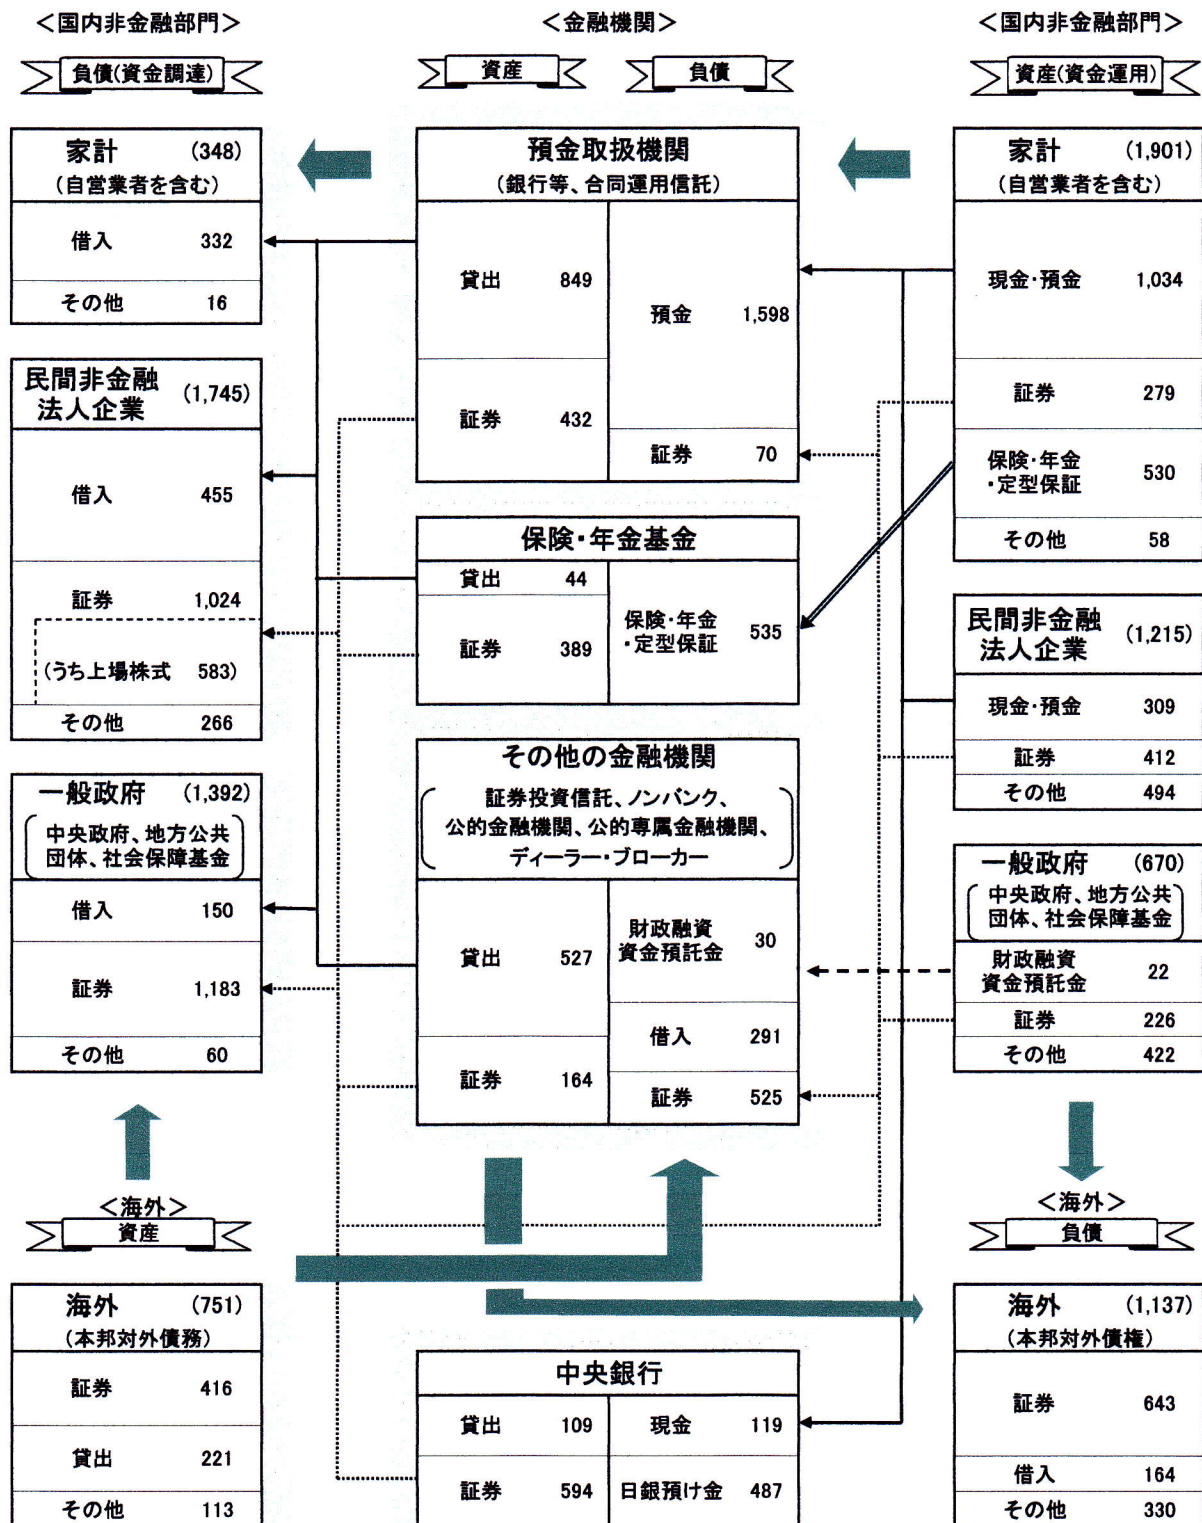 ＜国内非金融部門＞
負債(資金調達)
家計 (348)
(自営業者を含む)
借入 332
その他 16
民間非金融
法人企業 (1,745)
借入 455
証券 1,024
(うち上場株式 583)
その他 266
一般政府 (1,392)
中央政府、地方公共
団体、社会保障基金
借入 150
証券 1,183
その他 60
＜海外＞
資産
海外 (751)
(本邦対外債務)
証券 416
貸出 221
その他 113
＜金融機関＞
資産 負債
預金取扱機関
(銀行等、合同運用信託)
貸出 849
証券 432
預金 1,598
証券 70
保険・年金基金
貸出 44
証券 389
保険・年金
・定型保証 535
その他の金融機関
証券投資信託、ノンバンク、
公的金融機関、公的専属金融機関、
ディーラー・ブローカー
貸出 527
証券 164
財政融資
資金預託金 30
借入 291
証券 525
中央銀行
貸出 109
証券 594
現金 119
日銀預け金 487
＜国内非金融部門＞
資産(資金運用)
家計 (1,901)
(自営業者を含む)
現金・預金 1,034
証券 279
保険・年金
・定型保証 530
その他 58
民間非金融
法人企業 (1,215)
現金・預金 309
証券 412
その他 494
一般政府 (670)
中央政府、地方公共
団体、社会保障基金
財政融資
資金預託金 22
証券 226
その他 422
＜海外＞
負債
海外 (1,137)
(本邦対外債権)
証券 643
借入 164
その他 330